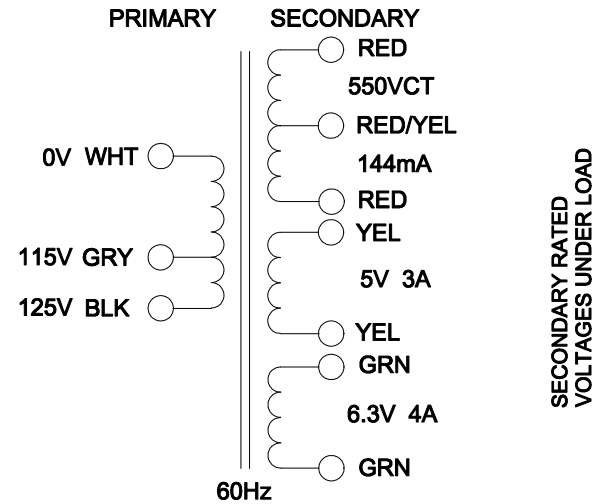 PRIMARY SECONDARY
RED
550VCT
RED/YEL
0V WHT
144mA
RED
YEL
115V GRY
5V 3A
125V BLK
YEL
GRN
6.3V 4A
GRN
60Hz
SECONDARY RATED
VOLTAGES UNDER LOAD